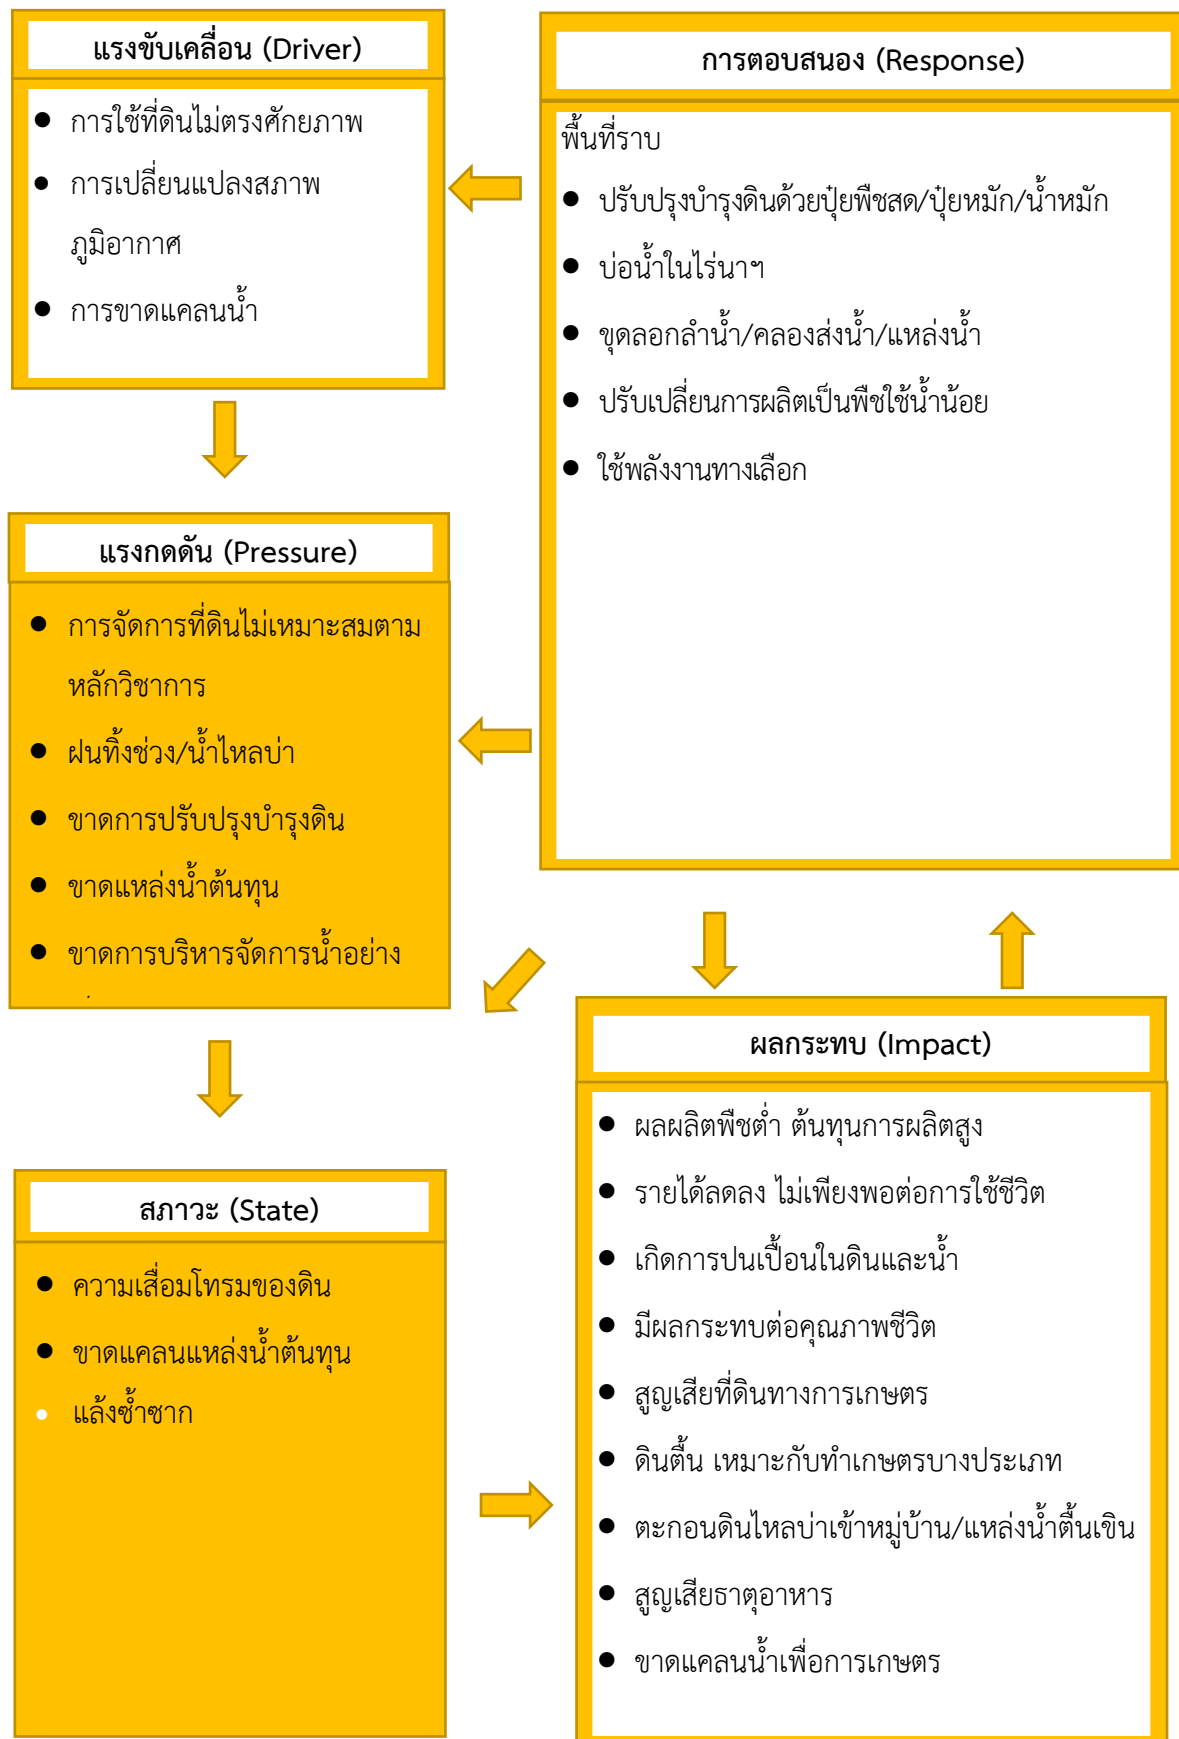 แรงขับเคลื่อน (Driver)
● การใช้ที่ดินไม่ตรงศักยภาพ
● การเปลี่ยนแปลงสภาพ
ภูมิอากาศ
● การขาดแคลนน้ำ
การตอบสนอง (Response)
พื้นที่ราบ
● ปรับปรุงบำรุงดินด้วยปุ๋ยพืชสด/ปุ๋ยหมัก/น้ำหมัก
● บ่อน้ำในไร่นาฯ
● ขุดลอกลำน้ำ/คลองส่งน้ำ/แหล่งน้ำ
● ปรับเปลี่ยนการผลิตเป็นพืชใช้น้ำน้อย
● ใช้พลังงานทางเลือก
แรงกดดัน (Pressure)
● การจัดการที่ดินไม่เหมาะสมตาม
หลักวิชาการ
● ฝนทิ้งช่วง/น้ำไหลบ่า
● ขาดการปรับปรุงบำรุงดิน
● ขาดแหล่งน้ำต้นทุน
● ขาดการบริหารจัดการน้ำอย่าง
สภาวะ (State)
● ความเสื่อมโทรมของดิน
● ขาดแคลนแหล่งน้ำต้นทุน
● แล้งซ้ำซาก
ผลกระทบ (Impact)
● ผลผลิตพืชต่ำ ต้นทุนการผลิตสูง
● รายได้ลดลง ไม่เพียงพอต่อการใช้ชีวิต
● เกิดการปนเปื้อนในดินและน้ำ
● มีผลกระทบต่อคุณภาพชีวิต
● สูญเสียที่ดินทางการเกษตร
● ดินตื้น เหมาะกับทำเกษตรบางประเภท
● ตะกอนดินไหลบ่าเข้าหมู่บ้าน/แหล่งน้ำตื้นเขิน
● สูญเสียธาตุอาหาร
● ขาดแคลนน้ำเพื่อการเกษตร